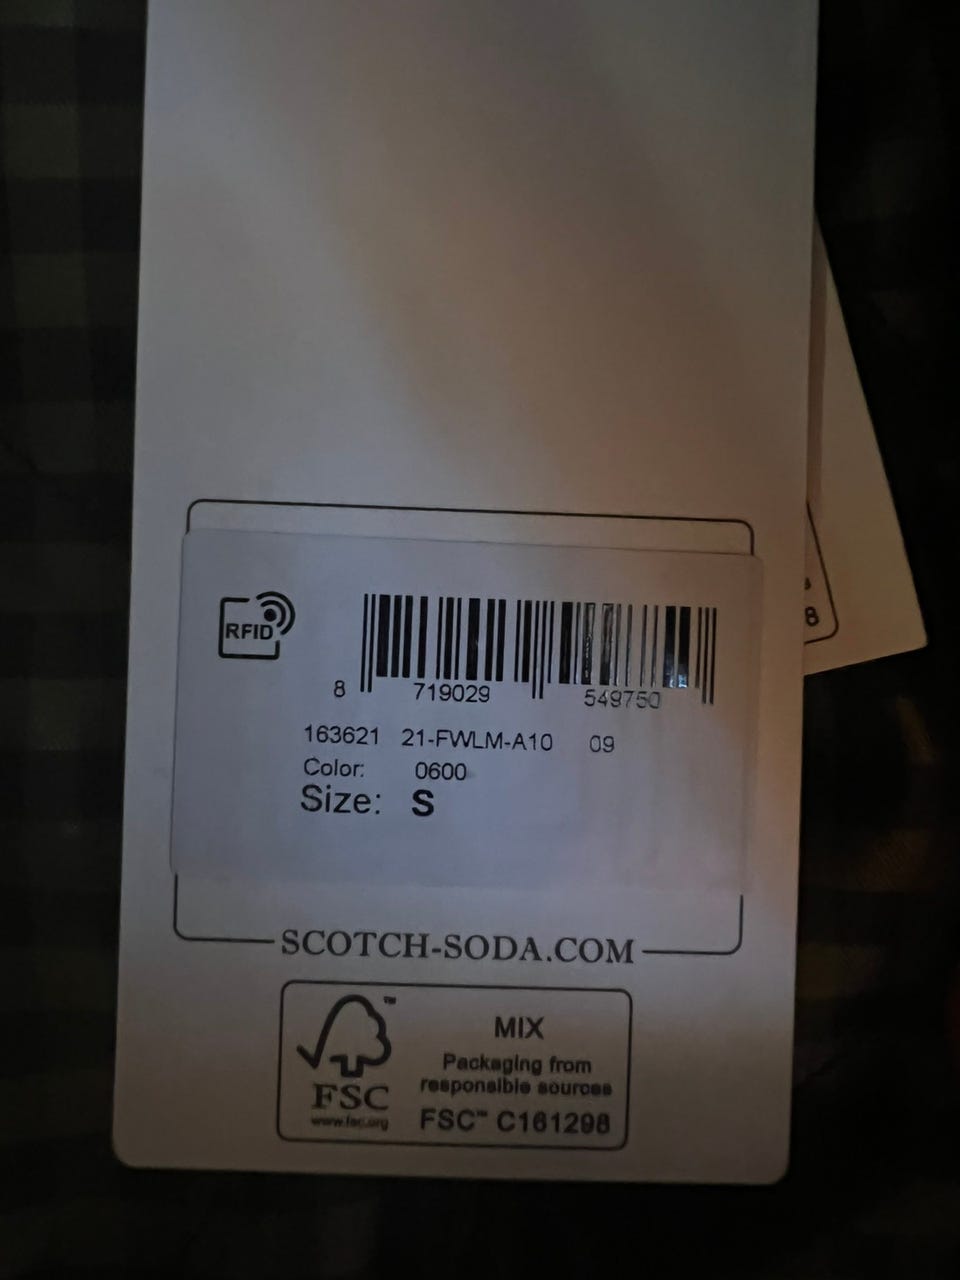 RFID
8 719029 549750
163621 21-FWLM-A10 09
Color: 0600
Size: S
SCOTCH-SODA.COM
FSC
www.fsc.org
MIX
Packaging from
responsible sources
FSC™ C161298
8